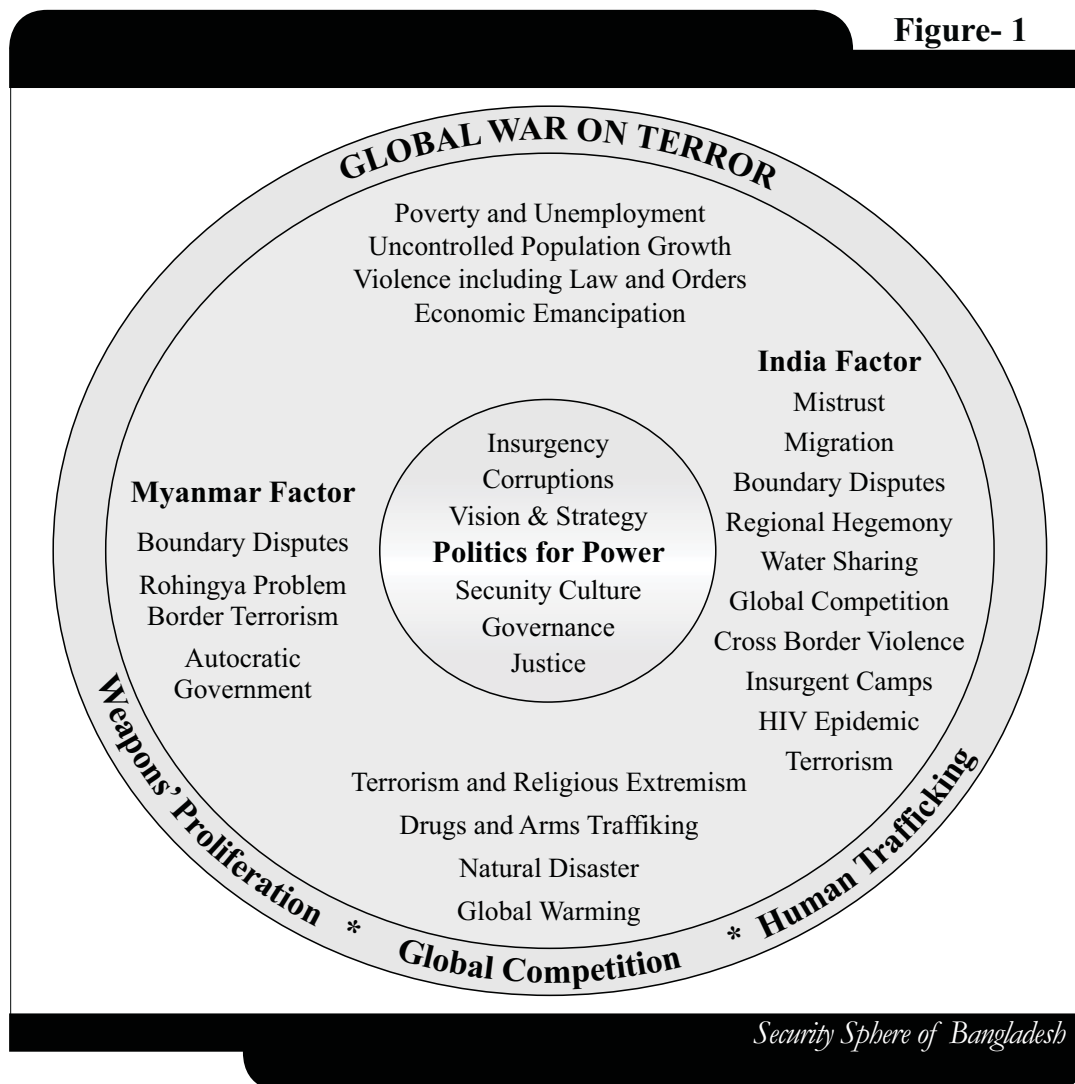 Figure- 1
GLOBAL WAR ON TERROR
Poverty and Unemployment
Uncontrolled Population Growth
Violence including Law and Orders
Economic Emancipation
India Factor
Mistrust
Migration
Boundary Disputes
Regional Hegemony
Water Sharing
Global Competition
Cross Border Violence
Insurgent Camps
HIV Epidemic
Terrorism
Insurgency
Corruptions
Vision & Strategy
Politics for Power
Security Culture
Governance
Justice
Myanmar Factor
Boundary Disputes
Rohingya Problem
Border Terrorism
Autocratic
Government
Terrorism and Religious Extremism
Drugs and Arms Traffiking
Natural Disaster
Global Warming
Weapons' Proliferation * Global Competition * Human Trafficking
Security Sphere of Bangladesh